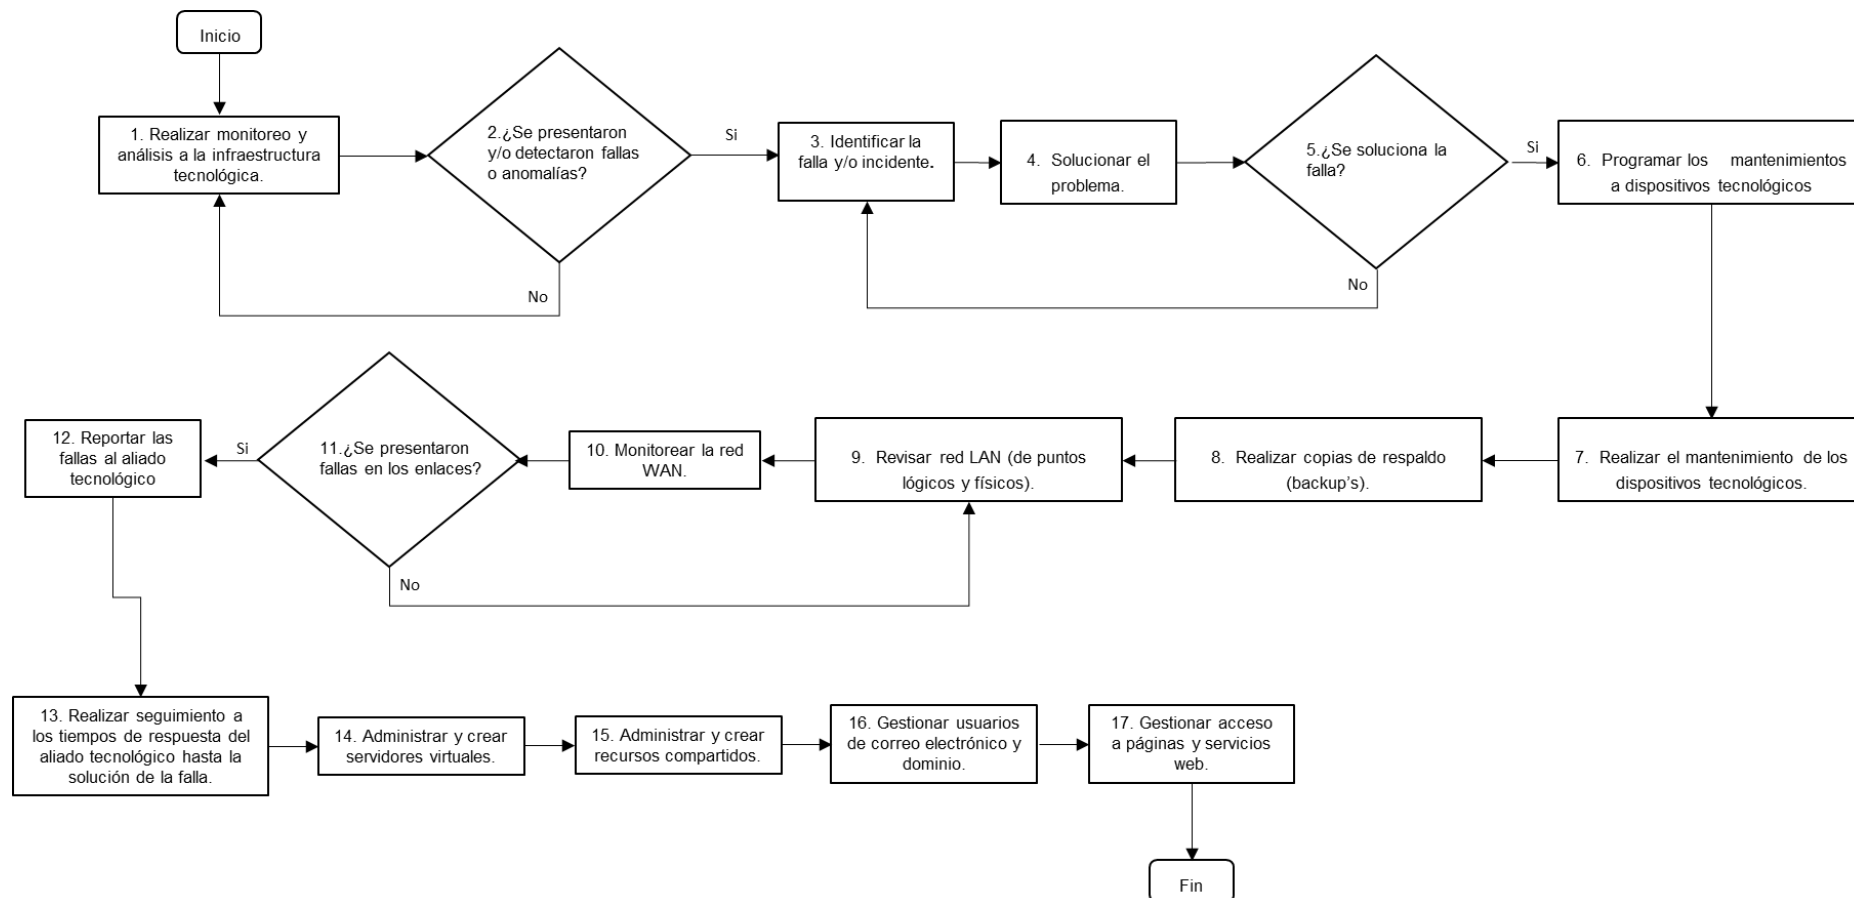 Inicio
1. Realizar monitoreo y
análisis a la infraestructura
tecnológica.
2.¿Se presentaron
y/o detectaron fallas
o anomalías?
Si
No
3. Identificar la
falla y/o incidente.
4. Solucionar el
problema.
5.¿Se soluciona la
falla?
Si
No
6. Programar los mantenimientos
a dispositivos tecnológicos
7. Realizar el mantenimiento de los
dispositivos tecnológicos.
8. Realizar copias de respaldo
(backup’s).
9. Revisar red LAN (de puntos
lógicos y físicos).
10. Monitorear la red
WAN.
11.¿Se presentaron
fallas en los enlaces?
Si
No
12. Reportar las
fallas al aliado
tecnológico
13. Realizar seguimiento a
los tiempos de respuesta del
aliado tecnológico hasta la
solución de la falla.
14. Administrar y crear
servidores virtuales.
15. Administrar y crear
recursos compartidos.
16. Gestionar usuarios
de correo electrónico y
dominio.
17. Gestionar acceso
a páginas y servicios
web.
Fin